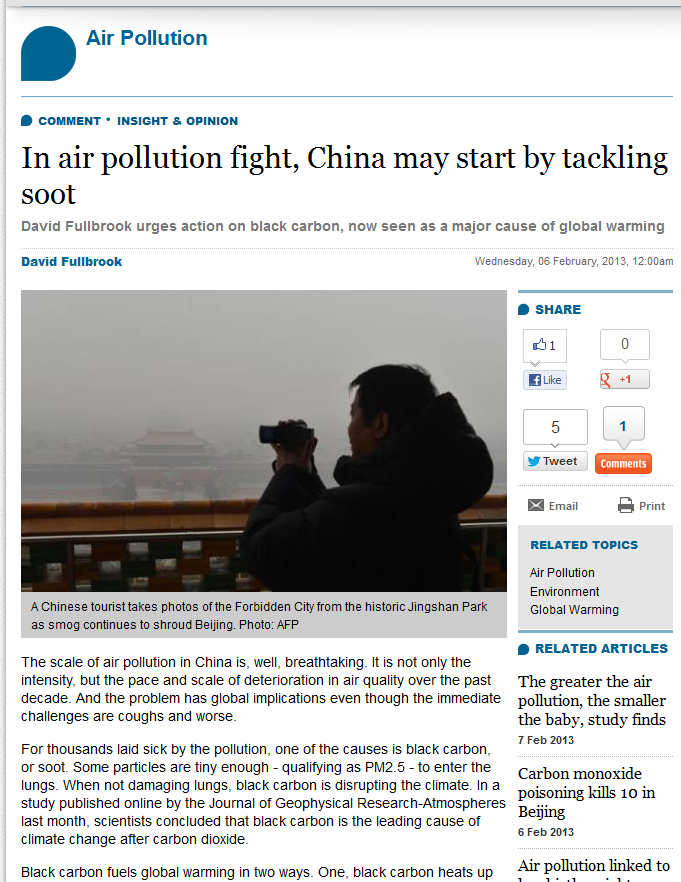 Air Pollution
COMMENT • INSIGHT & OPINION
In air pollution fight, China may start by tackling
soot
David Fullbrook urges action on black carbon, now seen as a major cause of global warming
David Fullbrook
Wednesday, 06 February, 2013, 12:00am
A Chinese tourist takes photos of the Forbidden City from the historic Jingshan Park
as smog continues to shroud Beijing. Photo: AFP
The scale of air pollution in China is, well, breathtaking. It is not only the
intensity, but the pace and scale of deterioration in air quality over the past
decade. And the problem has global implications even though the immediate
challenges are coughs and worse.
For thousands laid sick by the pollution, one of the causes is black carbon,
or soot. Some particles are tiny enough - qualifying as PM2.5 - to enter the
lungs. When not damaging lungs, black carbon is disrupting the climate. In a
study published online by the Journal of Geophysical Research-Atmospheres
last month, scientists concluded that black carbon is the leading cause of
climate change after carbon dioxide.
Black carbon fuels global warming in two ways. One, black carbon heats up
SHARE
1
0
Like
+1
5
1
Tweet
Comments
Email
Print
RELATED TOPICS
Air Pollution
Environment
Global Warming
RELATED ARTICLES
The greater the air
pollution, the smaller
the baby, study finds
7 Feb 2013
Carbon monoxide
poisoning kills 10 in
Beijing
6 Feb 2013
Air pollution linked to